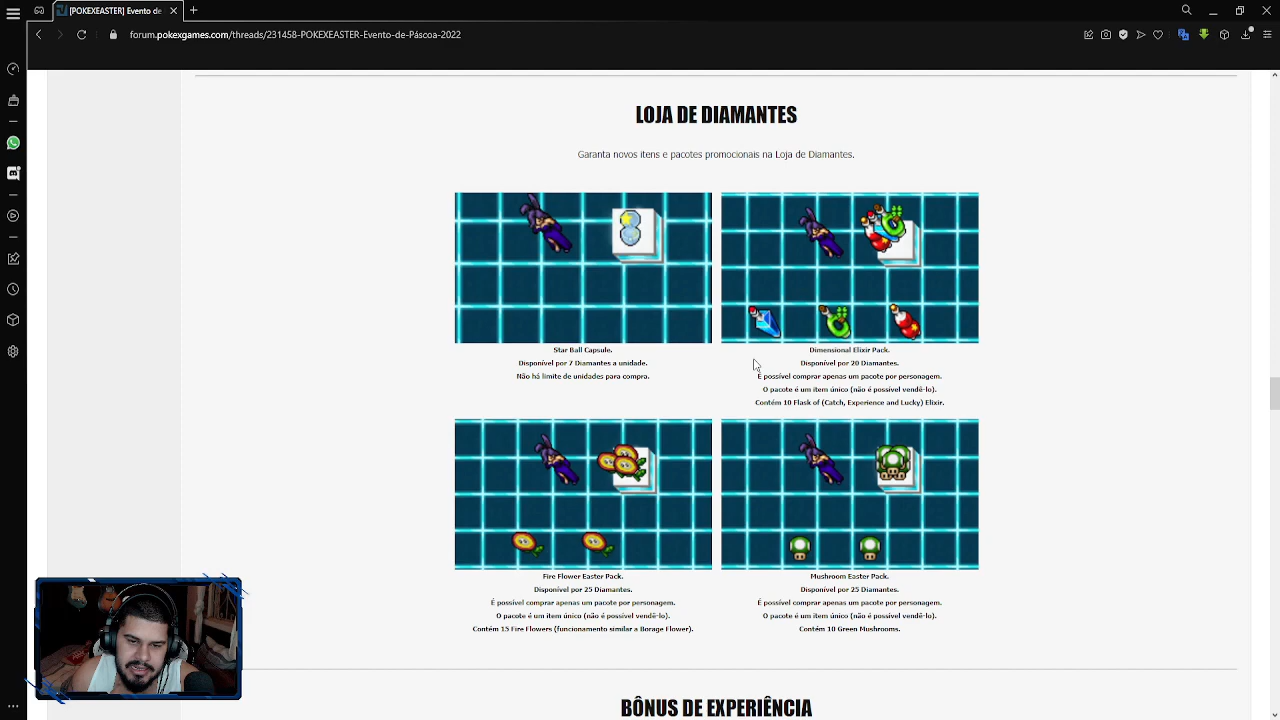 [POKEXEASTER] Evento de
forum.pokexgames.com/threads/231458-POKEXEASTER-Evento-de-Páscoa-2022
LOJA DE DIAMANTES
Garanta novos itens e pacotes promocionais na Loja de Diamantes.
Star Ball Capsule.
Disponível por 7 Diamantes a unidade.
Não há limite de unidades para compra.
Dimensional Elixir Pack.
Disponível por 20 Diamantes.
É possível comprar apenas um pacote por personagem.
O pacote é um item único (não é possível vendê-lo).
Contém 10 Flask of (Catch, Experience and Lucky) Elixir.
Fire Flower Easter Pack.
Disponível por 25 Diamantes.
É possível comprar apenas um pacote por personagem.
O pacote é um item único (não é possível vendê-lo).
Contém 15 Fire Flowers (funcionamento similar a Borage Flower).
Mushroom Easter Pack.
Disponível por 25 Diamantes.
É possível comprar apenas um pacote por personagem.
O pacote é um item único (não é possível vendê-lo).
Contém 10 Green Mushrooms.
BÔNUS DE EXPERIÊNCIA